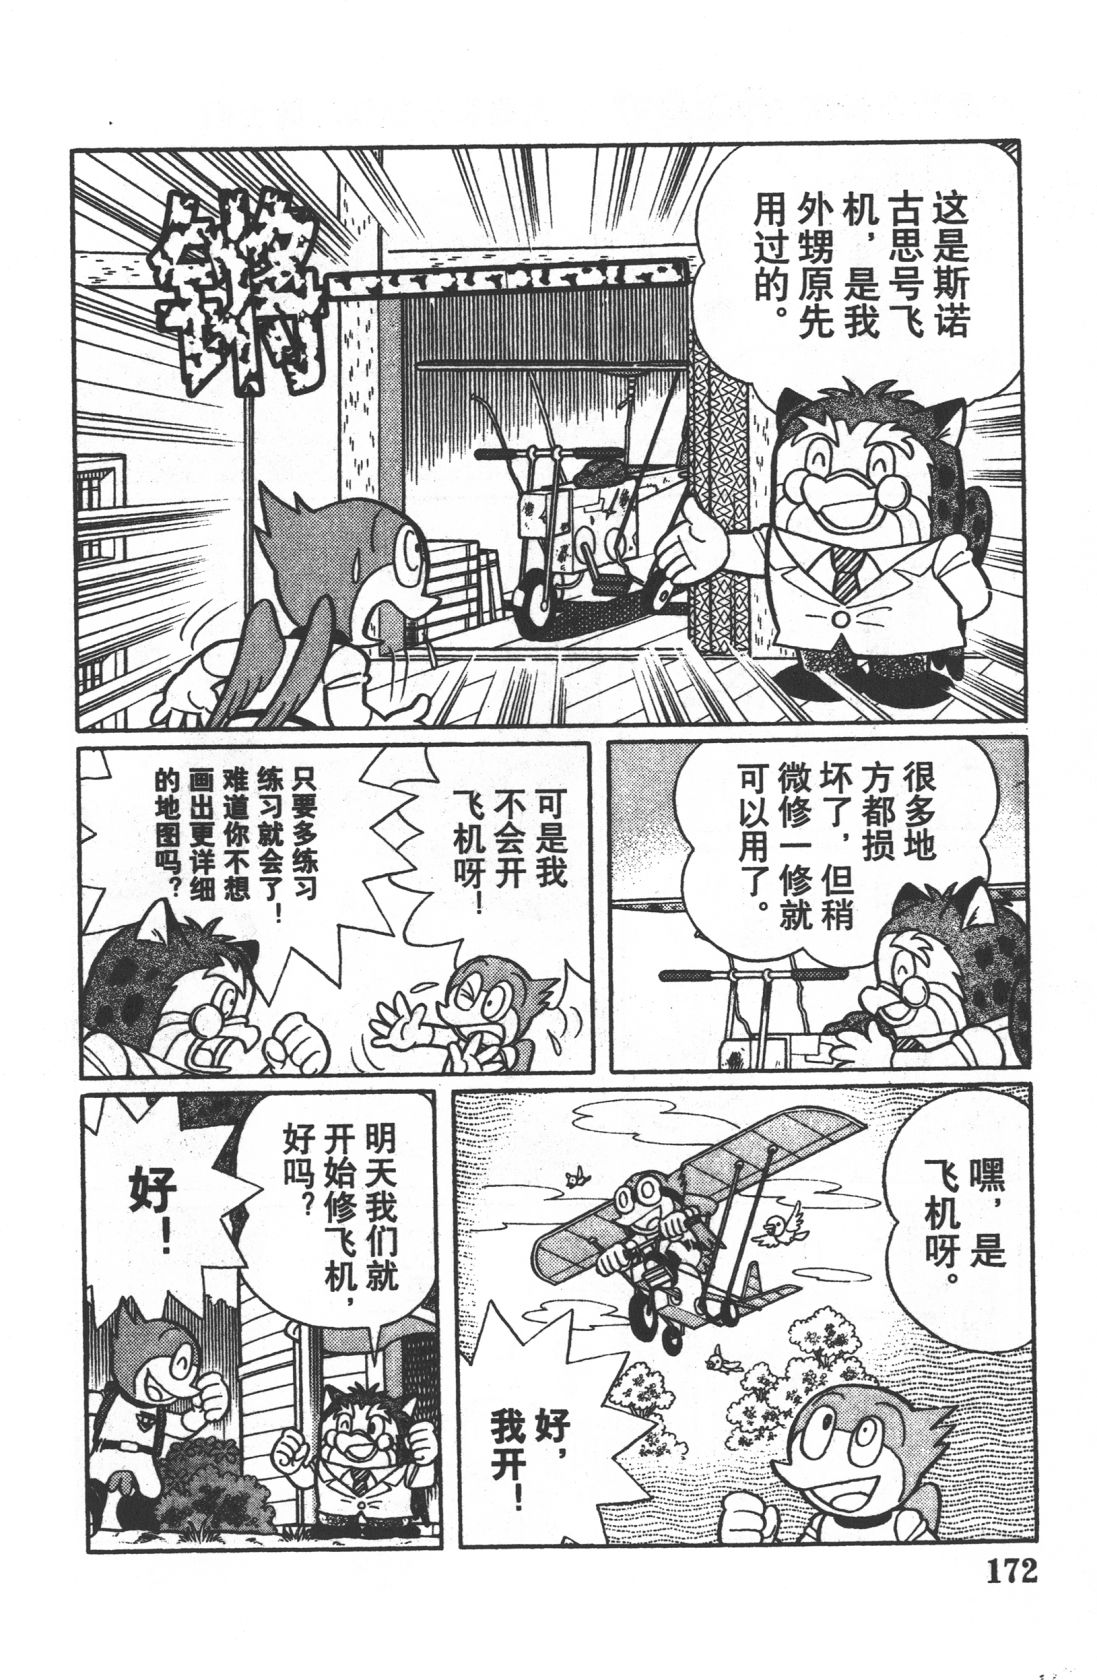 这是斯诺
古思号飞
机，是我
外甥原先
用过的。
锵
很多地
方都损
坏了，但稍
微修一修就
可以用了。
可是我
不会开
飞机呀！
只要多练习
练习就会了！
难道你不想
画出更详细
的地图吗？
嘿，是
飞机呀。
好，
我开！
明天我们就
开始修飞机，
好吗？
好！
172